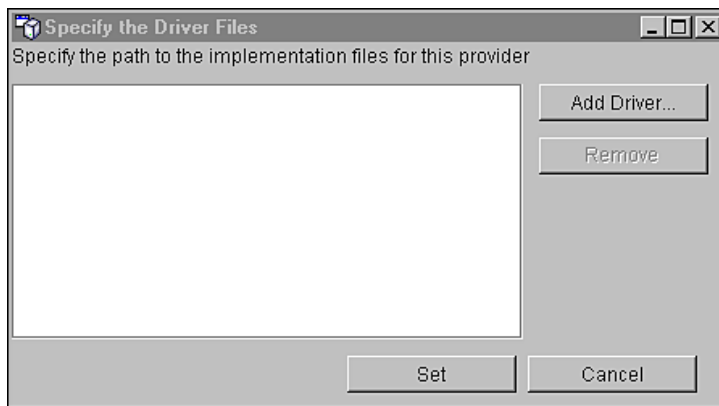 Specify the Driver Files
Specify the path to the implementation files for this provider
Add Driver...
Remove
Set
Cancel